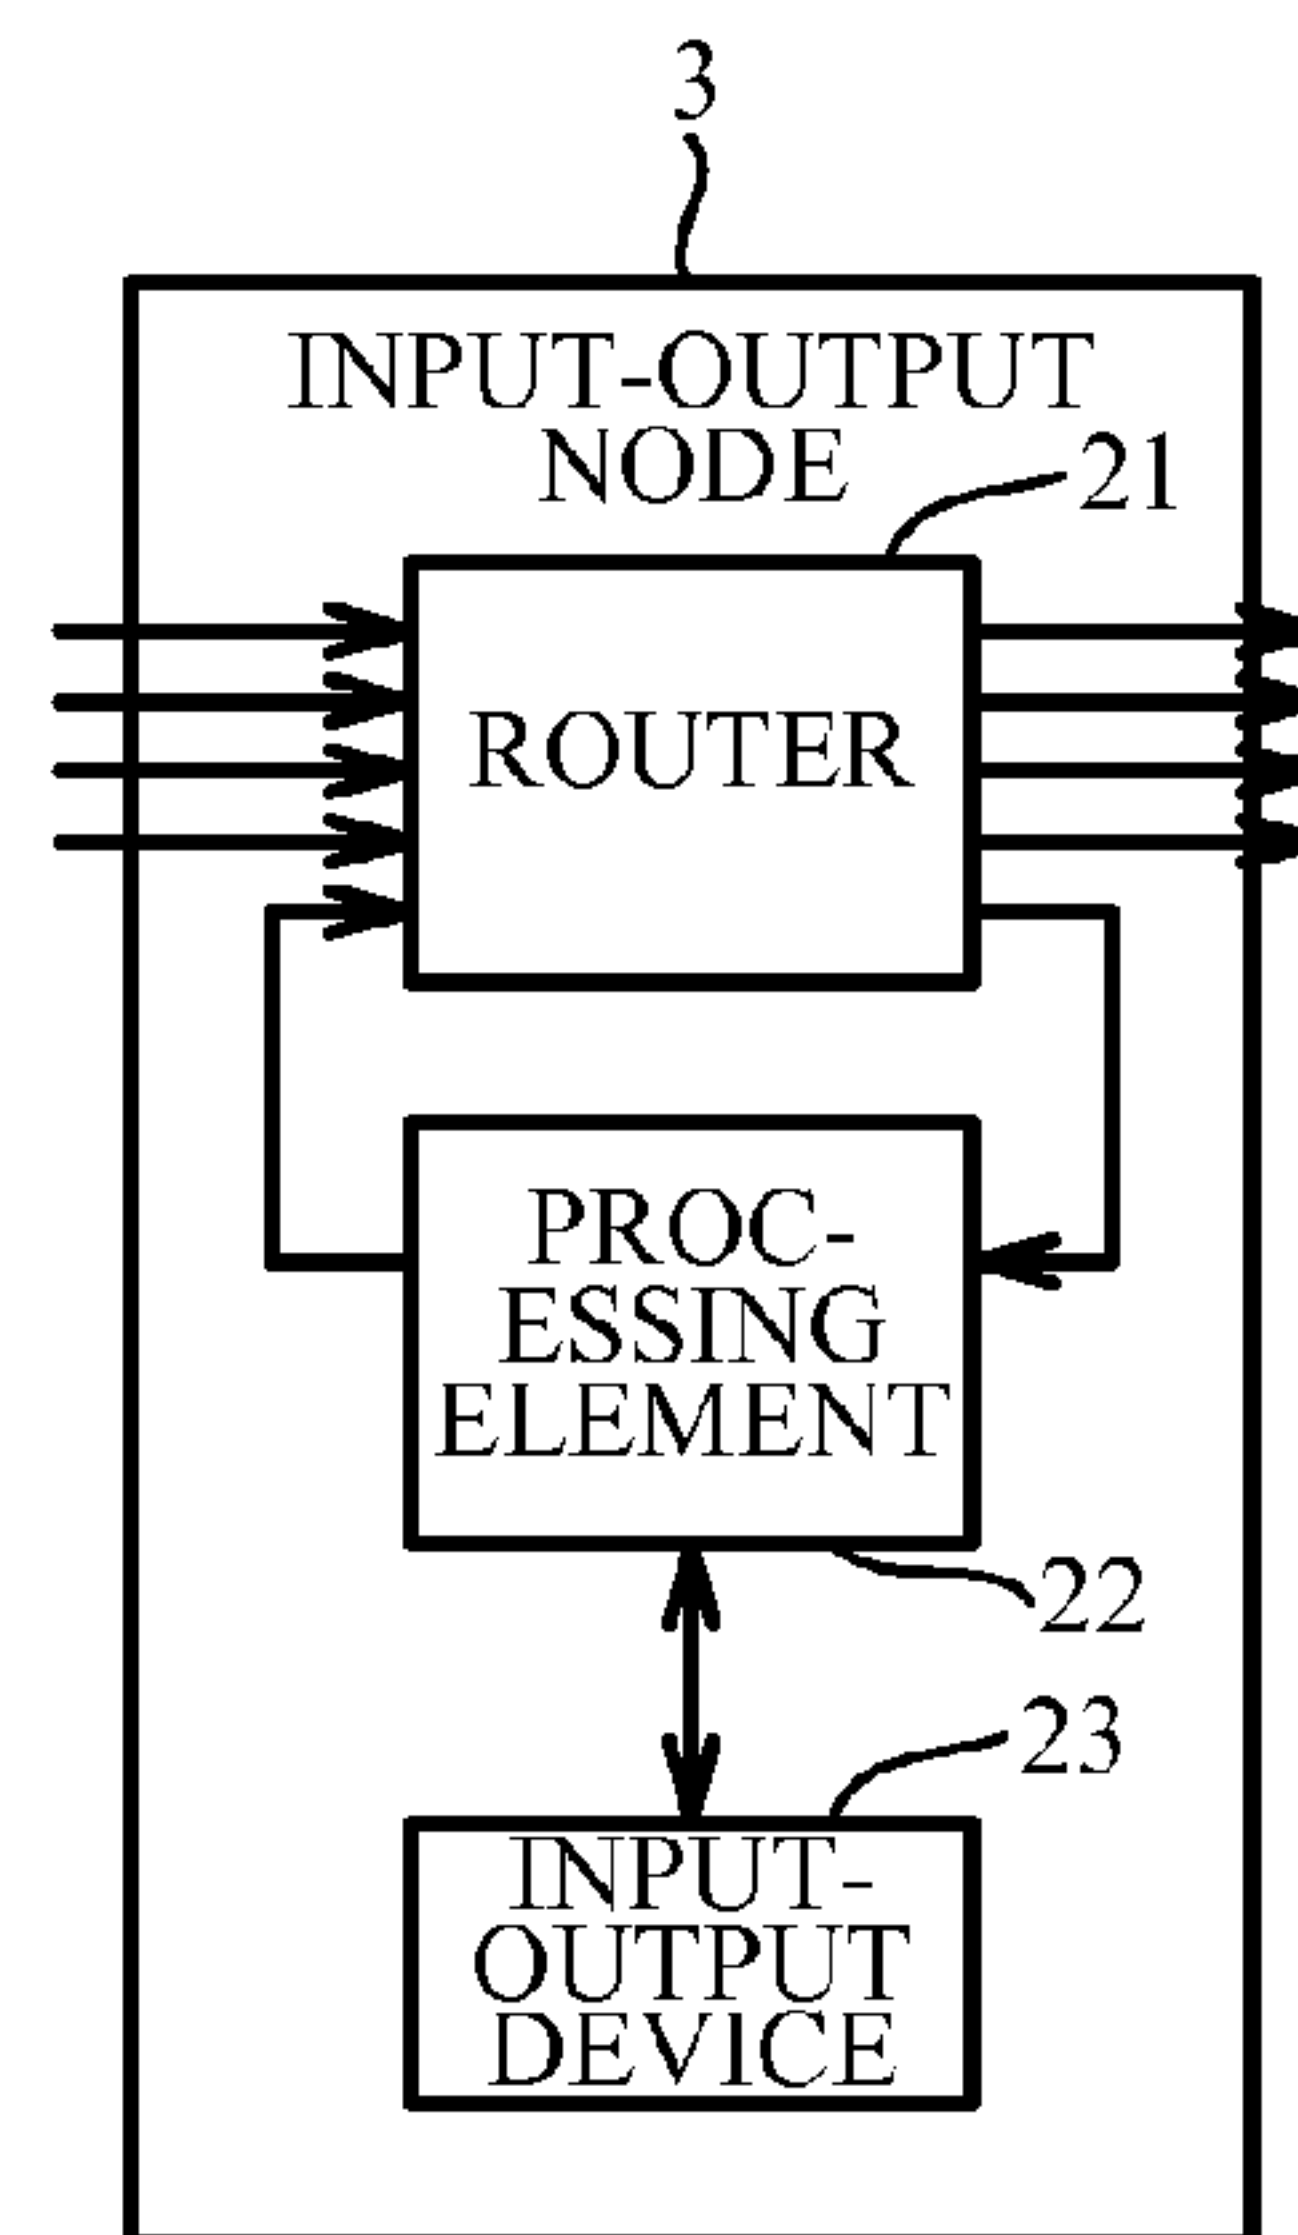 3
INPUT-OUTPUT
NODE
21
ROUTER
PROC-
ESSING
ELEMENT
22
23
INPUT-
OUTPUT
DEVICE